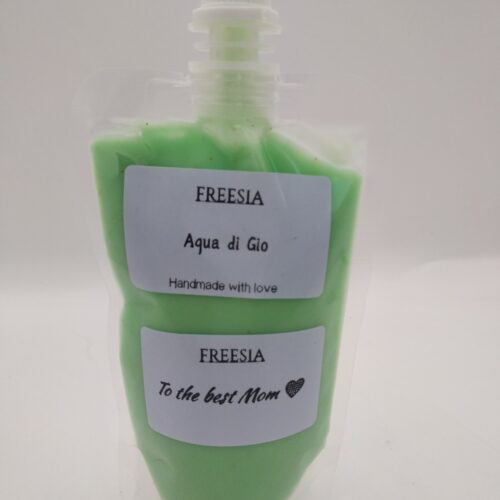 FREESIA
Aqua di Gio
Handmade with love
FREESIA
To the best Mom